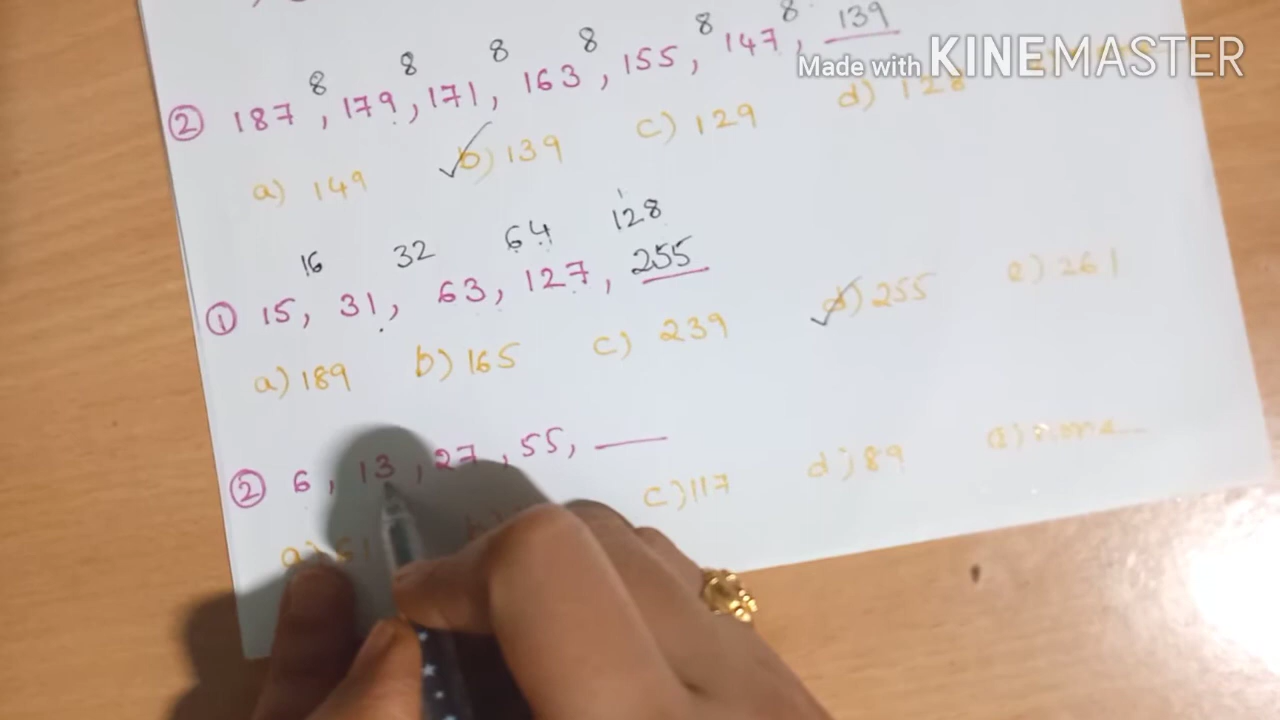 8 8 8 8 8 8
② 187, 179, 171, 163, 155, 147, 139
Made with KINEMASTER
a) 149 b) 139 c) 129 d) 128
16 32 64 128
① 15, 31, 63, 127, 255
a) 189 b) 165 c) 239 d) 255 e) 261
② 6, 13, 27, 55, ___
c) 117 d) 89